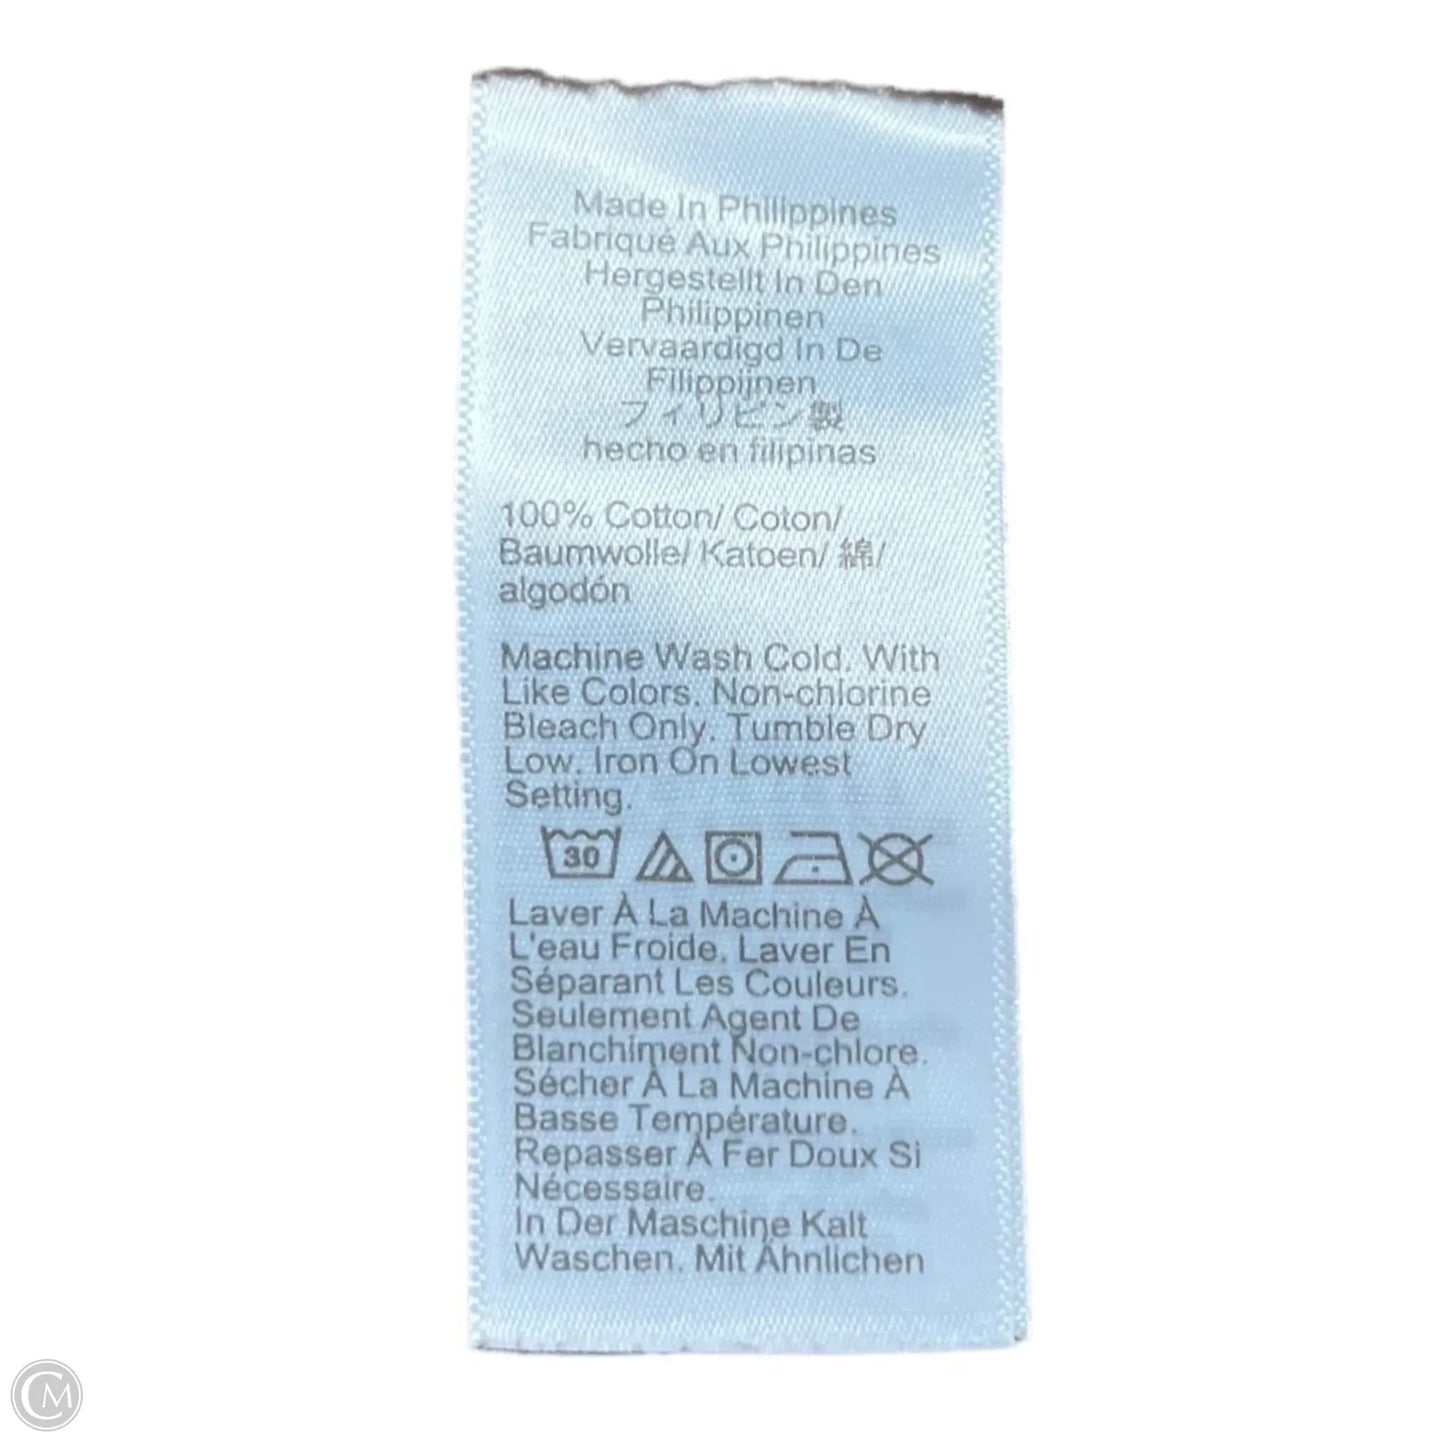 Made In Philippines
Fabriqué Aux Philippines
Hergestellt In Den
Philippinen
Vervaardigd In De
Filippijnen
フィリピン製
hecho en filipinas
100% Cotton/ Coton/
Baumwolle/ Katoen/ 綿/
algodón
Machine Wash Cold. With
Like Colors. Non-chlorine
Bleach Only. Tumble Dry
Low. Iron On Lowest
Setting.
30
Laver À La Machine À
L'eau Froide. Laver En
Séparant Les Couleurs.
Seulement Agent De
Blanchiment Non-chlore.
Sécher À La Machine À
Basse Température.
Repasser À Fer Doux Si
Nécessaire.
In Der Maschine Kalt
Waschen. Mit Ähnlichen
CM